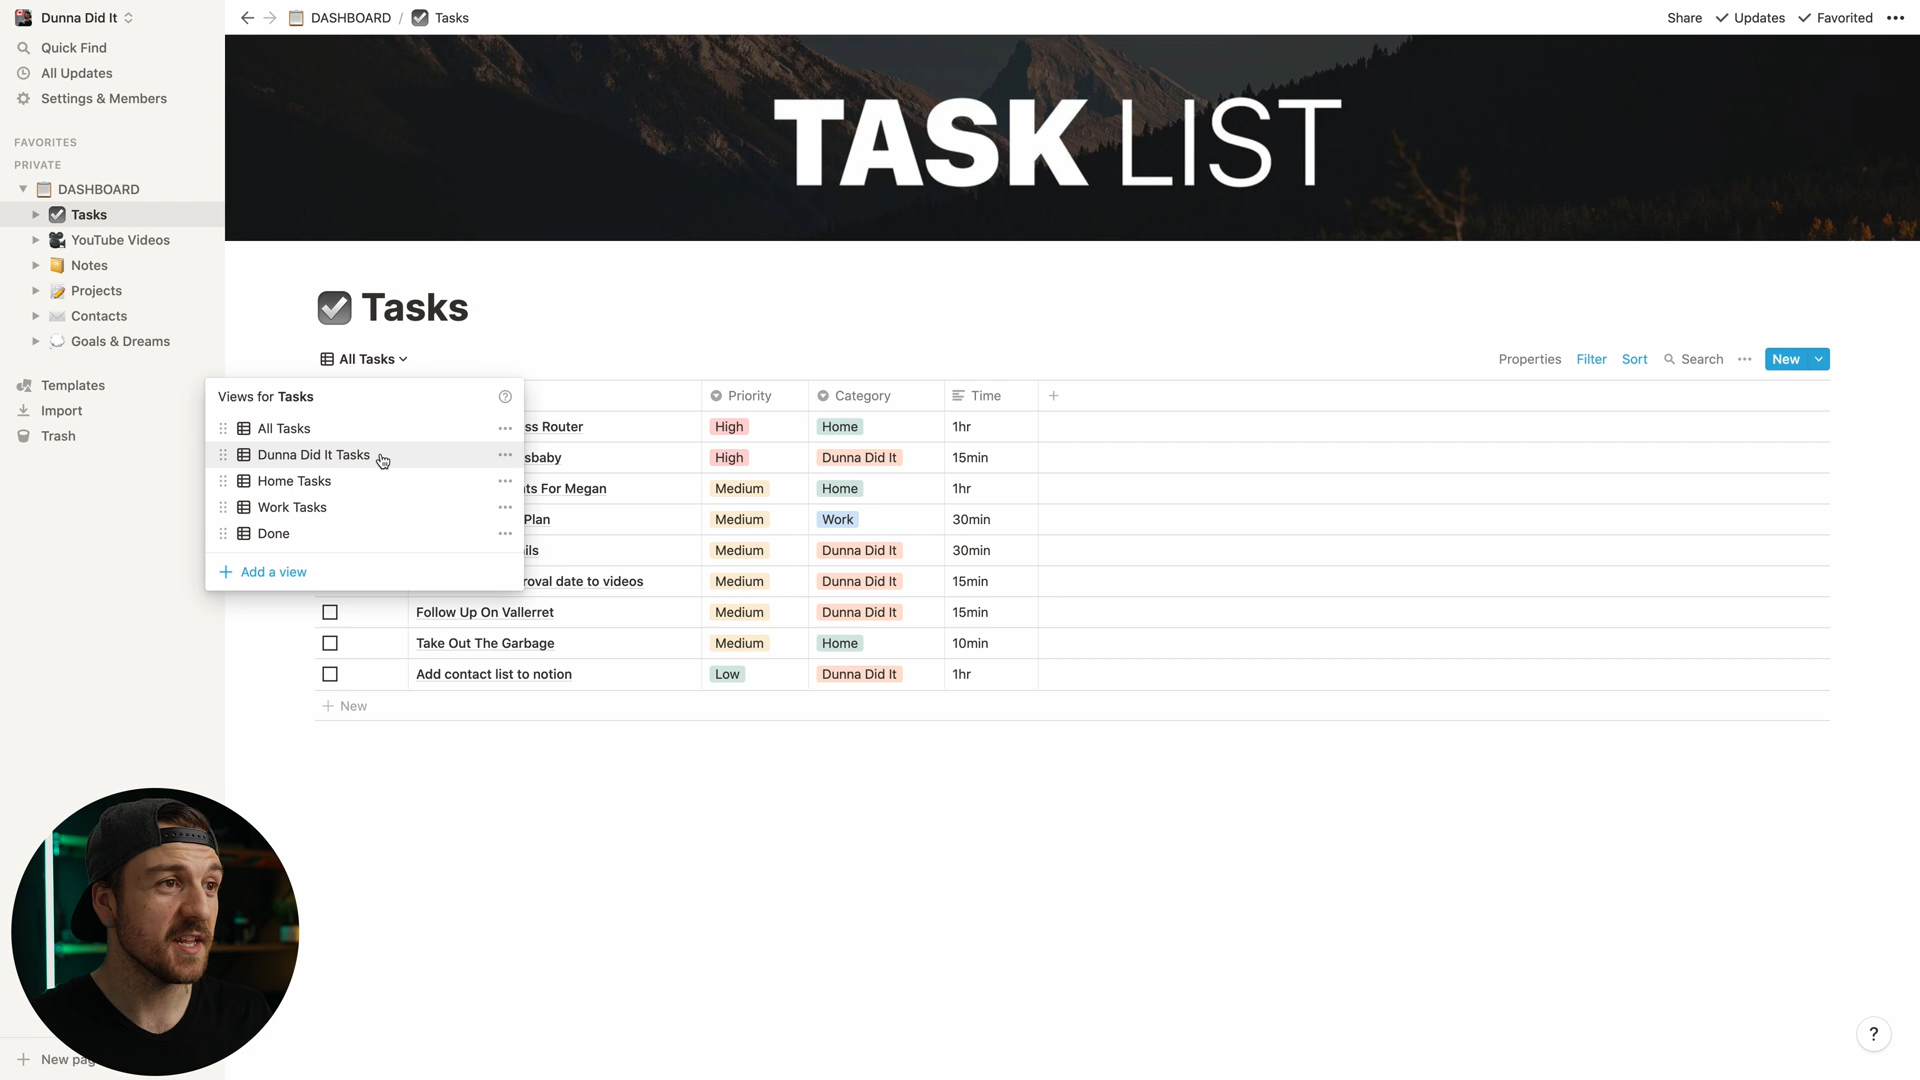 Dunna Did It
DASHBOARD / Tasks
Share Updates Favorited
Quick Find
All Updates
Settings & Members
FAVORITES
PRIVATE
DASHBOARD
Tasks
YouTube Videos
Notes
Projects
Contacts
Goals & Dreams
Templates
Import
Trash
New
TASK LIST
Tasks
All Tasks
Properties Filter Sort Search New
Views for Tasks ?
All Tasks
Dunna Did It Tasks
Home Tasks
Work Tasks
Done
+ Add a view
Priority Category Time +
ss Router High Home 1hr
sbaby High Dunna Did It 15min
ts For Megan Medium Home 1hr
Plan Medium Work 30min
ils Medium Dunna Did It 30min
roval date to videos Medium Dunna Did It 15min
Follow Up On Vallerret Medium Dunna Did It 15min
Take Out The Garbage Medium Home 10min
Add contact list to notion Low Dunna Did It 1hr
+ New
?